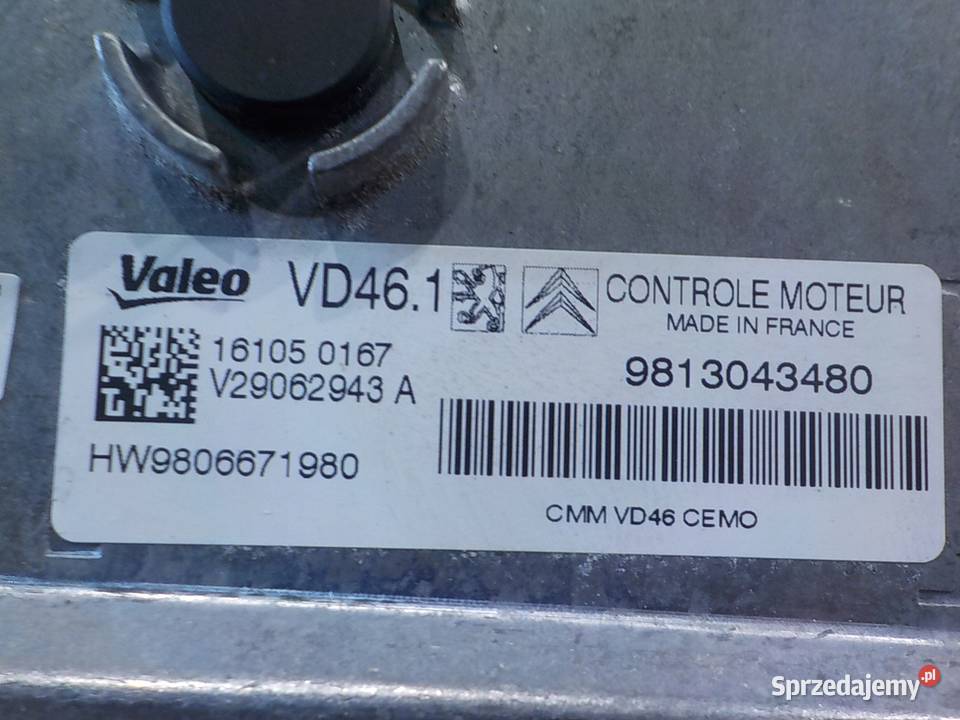 Valeo VD46.1 CONTROLE MOTEUR
MADE IN FRANCE
16105 0167
V29062943 A
9813043480
HW9806671980
CMM VD46 CEMO
Sprzedajemy.pl